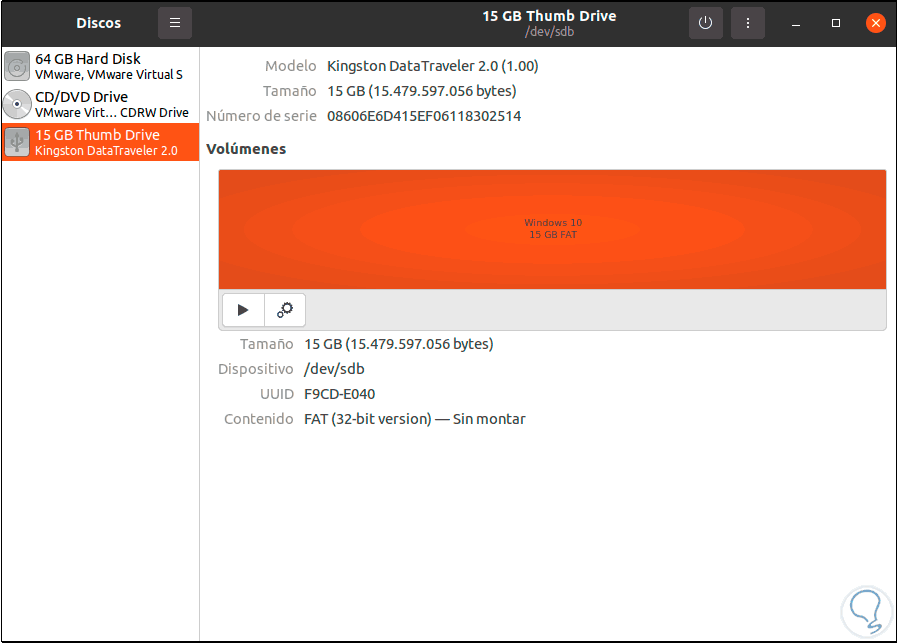 Discos
15 GB Thumb Drive
/dev/sdb
64 GB Hard Disk
VMware, VMware Virtual S
CD/DVD Drive
VMware Virt… CDRW Drive
15 GB Thumb Drive
Kingston DataTraveler 2.0
Modelo Kingston DataTraveler 2.0 (1.00)
Tamaño 15 GB (15.479.597.056 bytes)
Número de serie 08606E6D415EF06118302514
Volúmenes
Windows 10
15 GB FAT
Tamaño 15 GB (15.479.597.056 bytes)
Dispositivo /dev/sdb
UUID F9CD-E040
Contenido FAT (32-bit version) — Sin montar